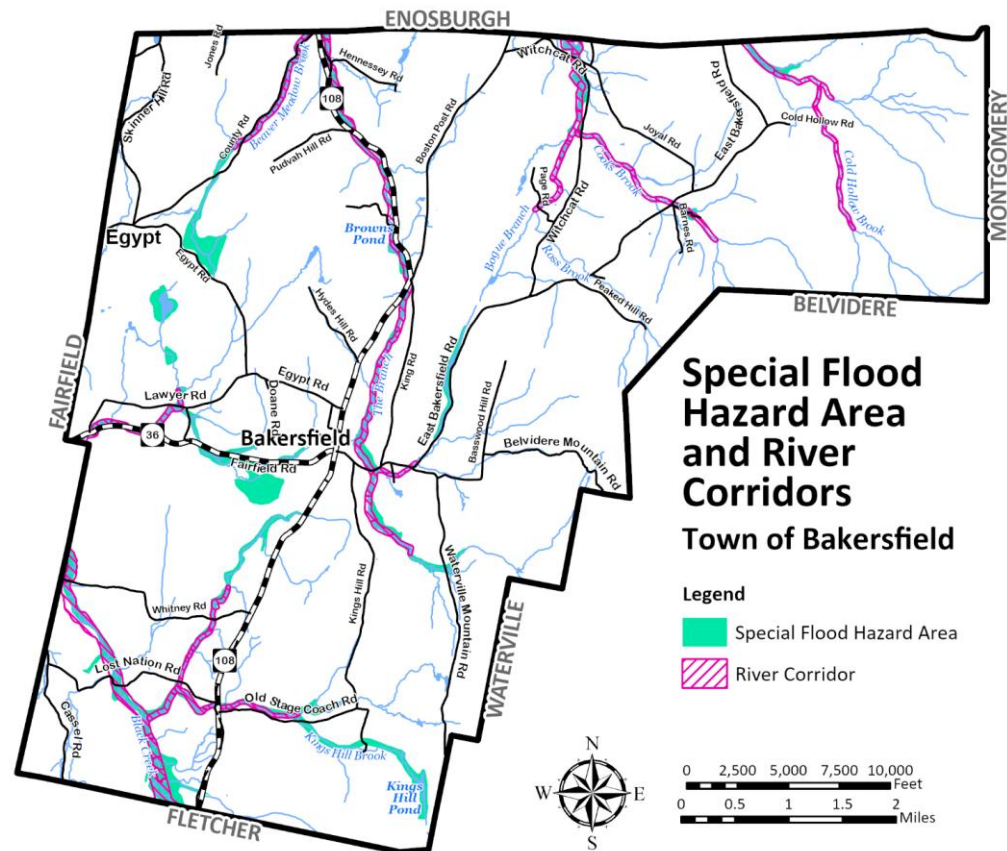 ENOSBURGH
Jones Rd
Hennessey Rd
Witchcat Rd
Skinner Hill Rd
108
Beaver Meadow Brook
County Rd
Pudvah Hill Rd
Boston Post Rd
Joyal Rd
East Bakersfield Rd
Cold Hollow Rd
MONTGOMERY
Cooks Brook
Cold Hollow Brook
Paige Rd
Witchcat Rd
Barnes Rd
Bogue Branch
Browns
Pond
Egypt
Egypt Rd
Ross Brook
Peaked Hill Rd
BELVIDERE
Hydes Hill Rd
FAIRFIELD
The Branch
King Rd
East Bakersfield Rd
Basswood Hill Rd
Egypt Rd
Doane Rd
Lawyer Rd
36
Bakersfield
Fairfield Rd
Belvidere Mountain Rd
Special Flood
Hazard Area
and River
Corridors
Town of Bakersfield
Legend
Special Flood Hazard Area
River Corridor
Kings Hill Rd
Waterville Mountain Rd
WATERVILLE
Whitney Rd
108
Lost Nation Rd
Old Stage Coach Rd
Cassel Rd
Black Creek
Kings Hill Brook
Kings
Hill
Pond
FLETCHER
N
W E
S
0 2,500 5,000 7,500 10,000
Feet
0 0.5 1 1.5 2
Miles